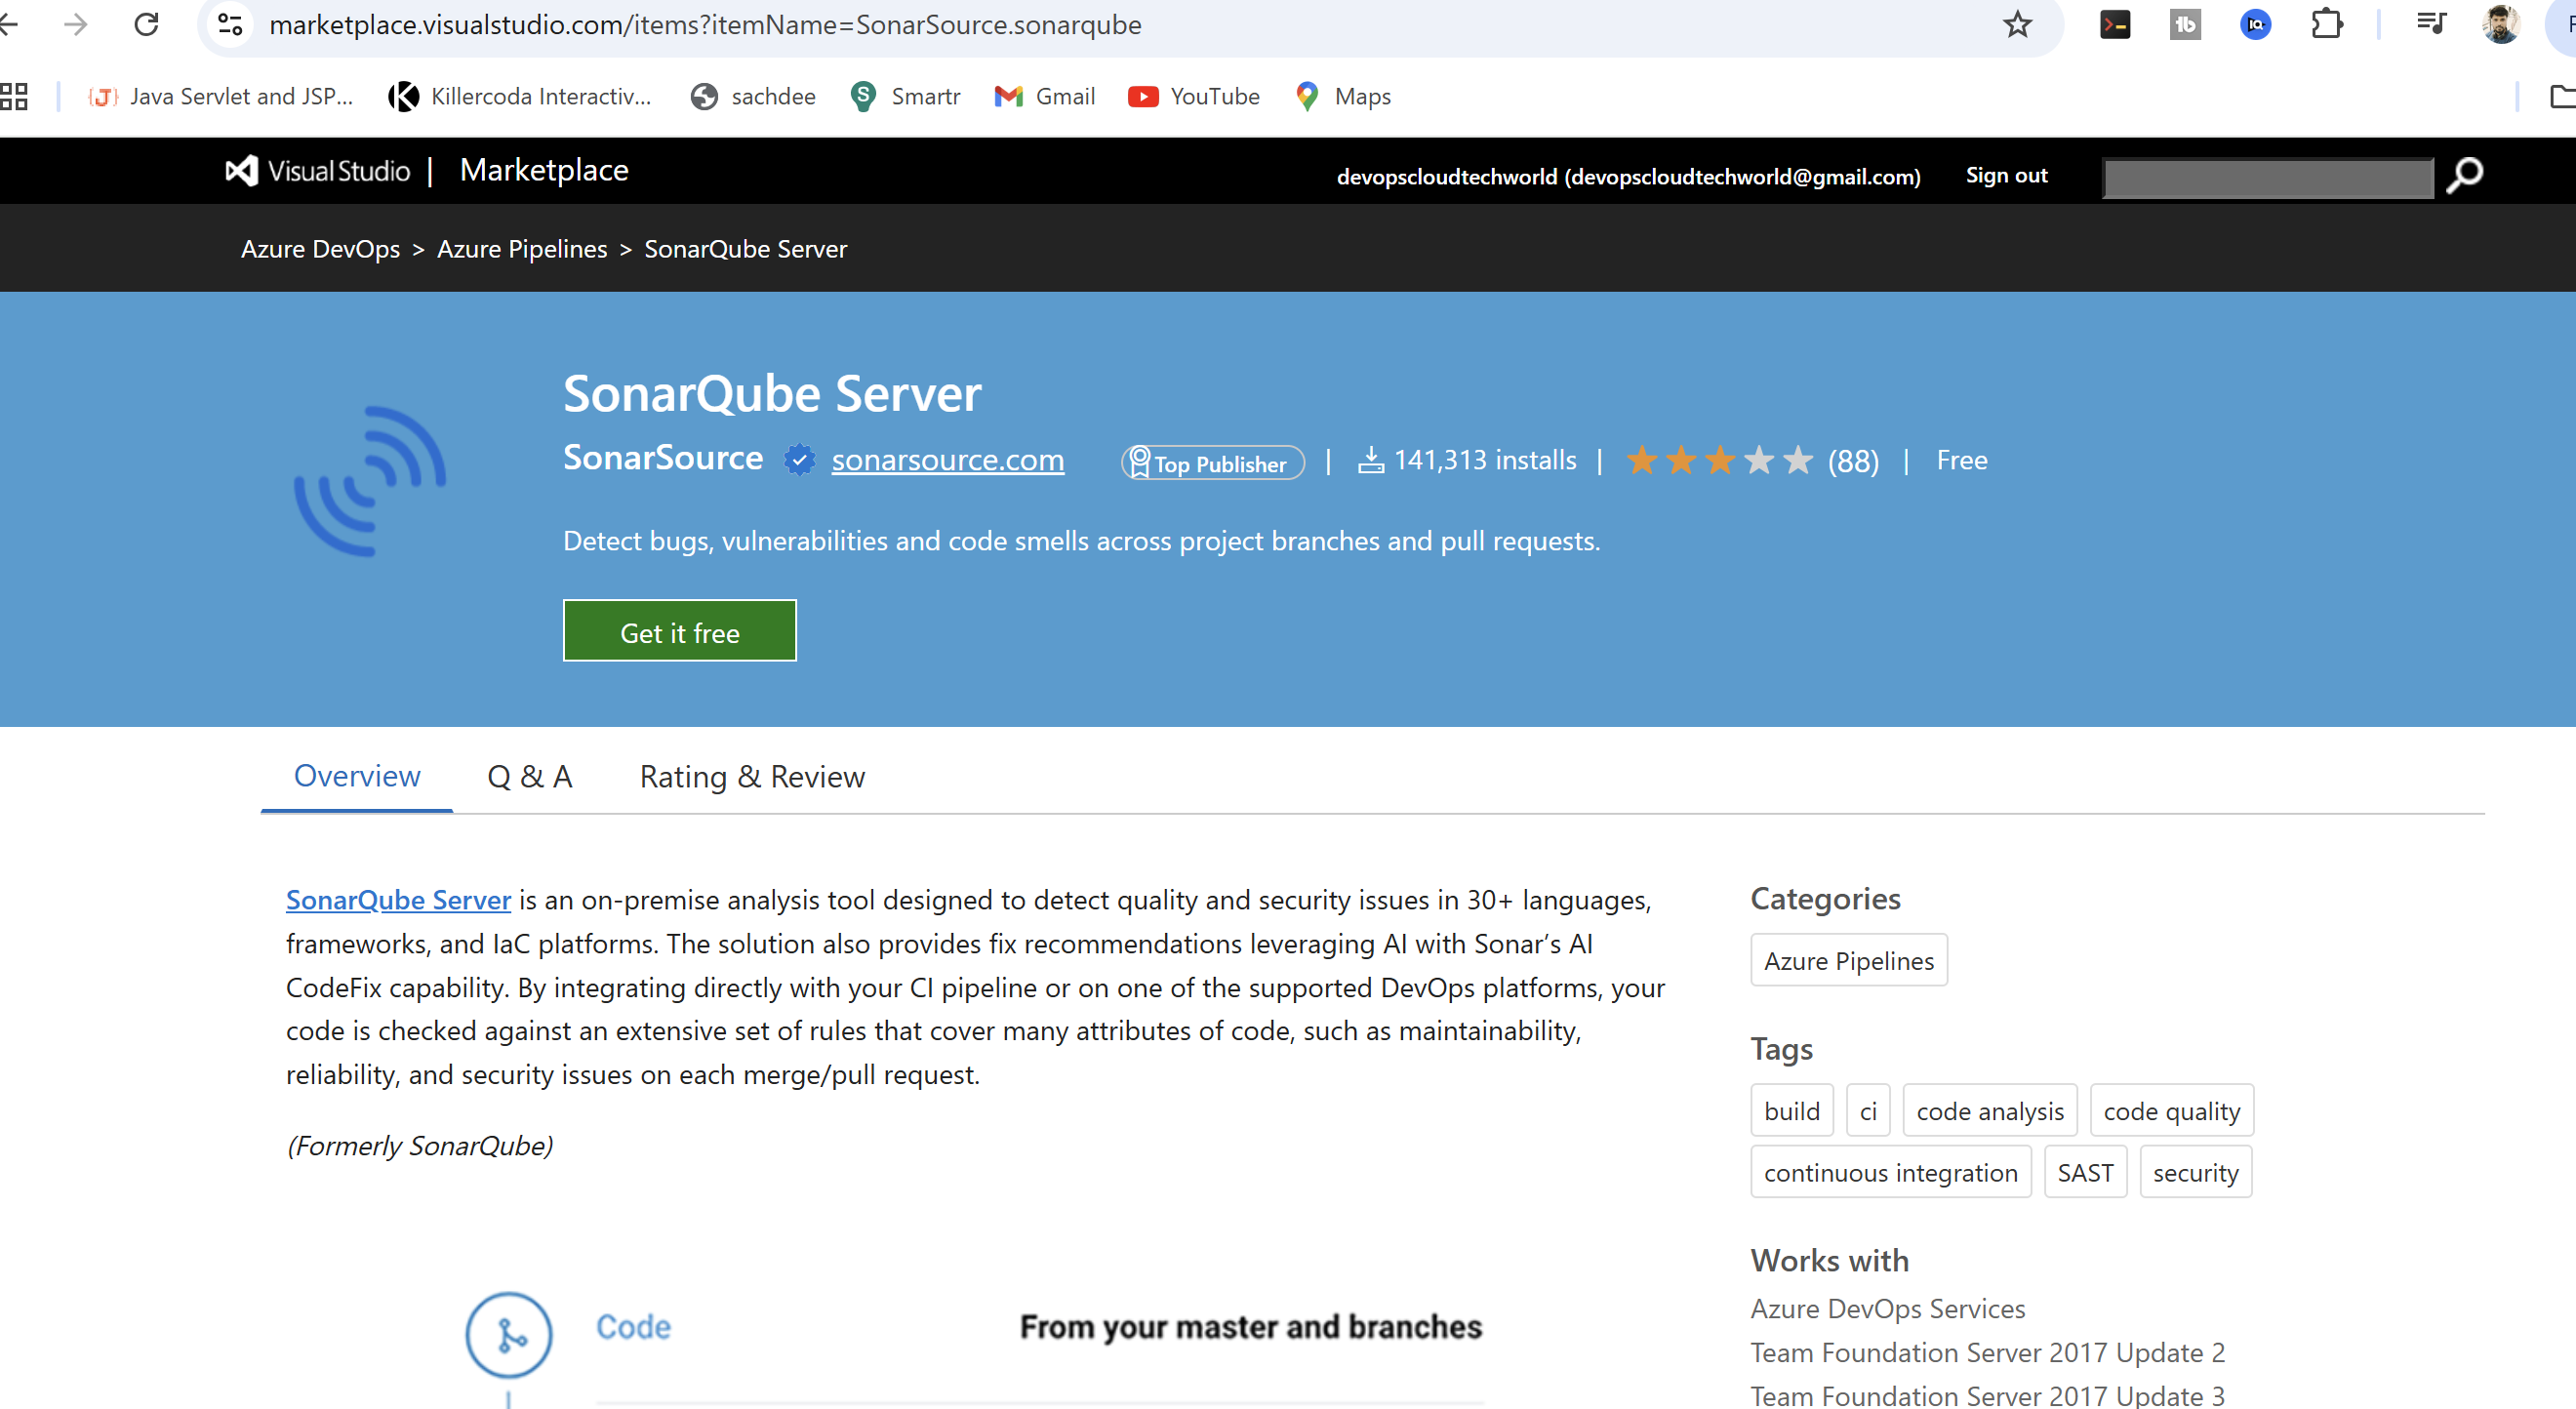 marketplace.visualstudio.com/items?itemName=SonarSource.sonarqube
Java Servlet and JSP...
Killercoda Interactiv...
sachdee
Smartr
Gmail
YouTube
Maps
Visual Studio | Marketplace
devopscloudtechworld (devopscloudtechworld@gmail.com)
Sign out
Azure DevOps > Azure Pipelines > SonarQube Server
SonarQube Server
SonarSource sonarsource.com Top Publisher | 141,313 installs | (88) | Free
Detect bugs, vulnerabilities and code smells across project branches and pull requests.
Get it free
Overview Q & A Rating & Review
SonarQube Server is an on-premise analysis tool designed to detect quality and security issues in 30+ languages,
frameworks, and IaC platforms. The solution also provides fix recommendations leveraging AI with Sonar’s AI
CodeFix capability. By integrating directly with your CI pipeline or on one of the supported DevOps platforms, your
code is checked against an extensive set of rules that cover many attributes of code, such as maintainability,
reliability, and security issues on each merge/pull request.
(Formerly SonarQube)
Code From your master and branches
Categories
Azure Pipelines
Tags
build ci code analysis code quality
continuous integration SAST security
Works with
Azure DevOps Services
Team Foundation Server 2017 Update 2
Team Foundation Server 2017 Update 3